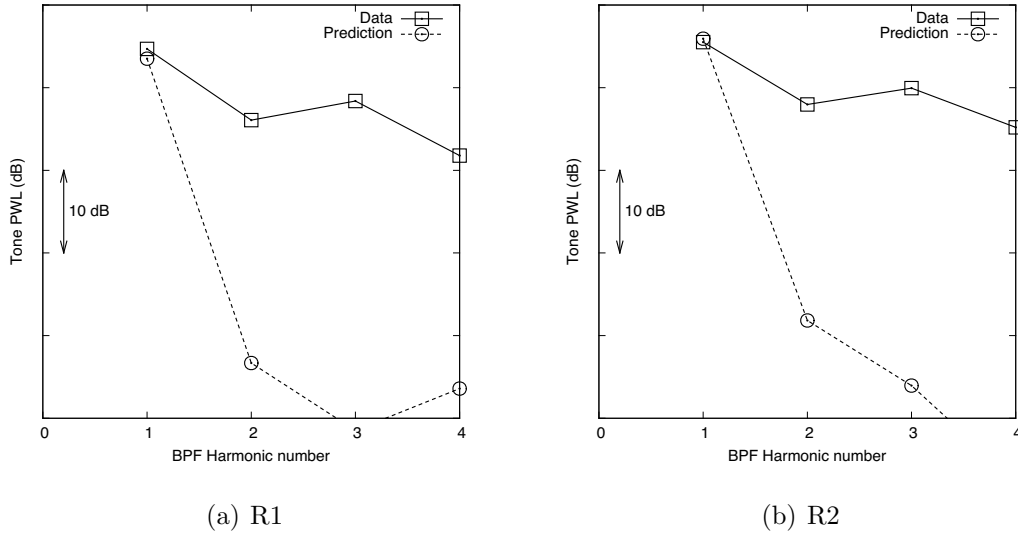 Data
Prediction
Tone PWL (dB)
10 dB
0 1 2 3 4
BPF Harmonic number
(a) R1
Data
Prediction
Tone PWL (dB)
10 dB
0 1 2 3 4
BPF Harmonic number
(b) R2